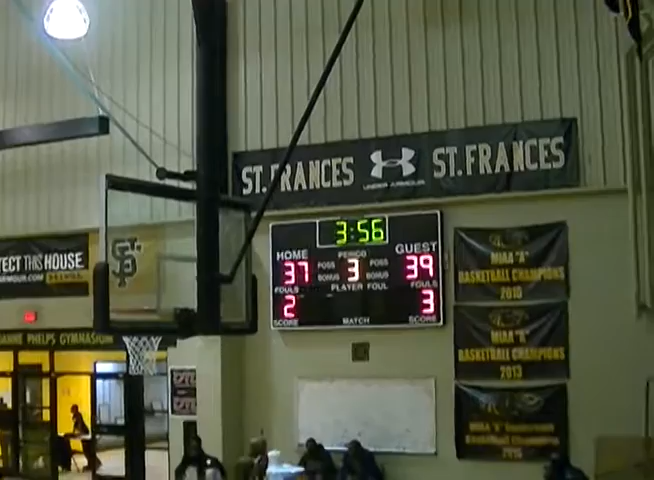 ST. FRANCES
UNDER ARMOUR
ST. FRANCES
TECT THIS HOUSE
3:56
HOME
PERIOD
GUEST
37
POSS
3
POSS
39
BONUS
BONUS
FOULS
PLAYER FOUL
FOULS
2
3
SCORE
MATCH
SCORE
MIAA "A"
BASKETBALL CHAMPIONS
2010
MIAA "A"
BASKETBALL CHAMPIONS
2013
PHELPS GYMNASIUM